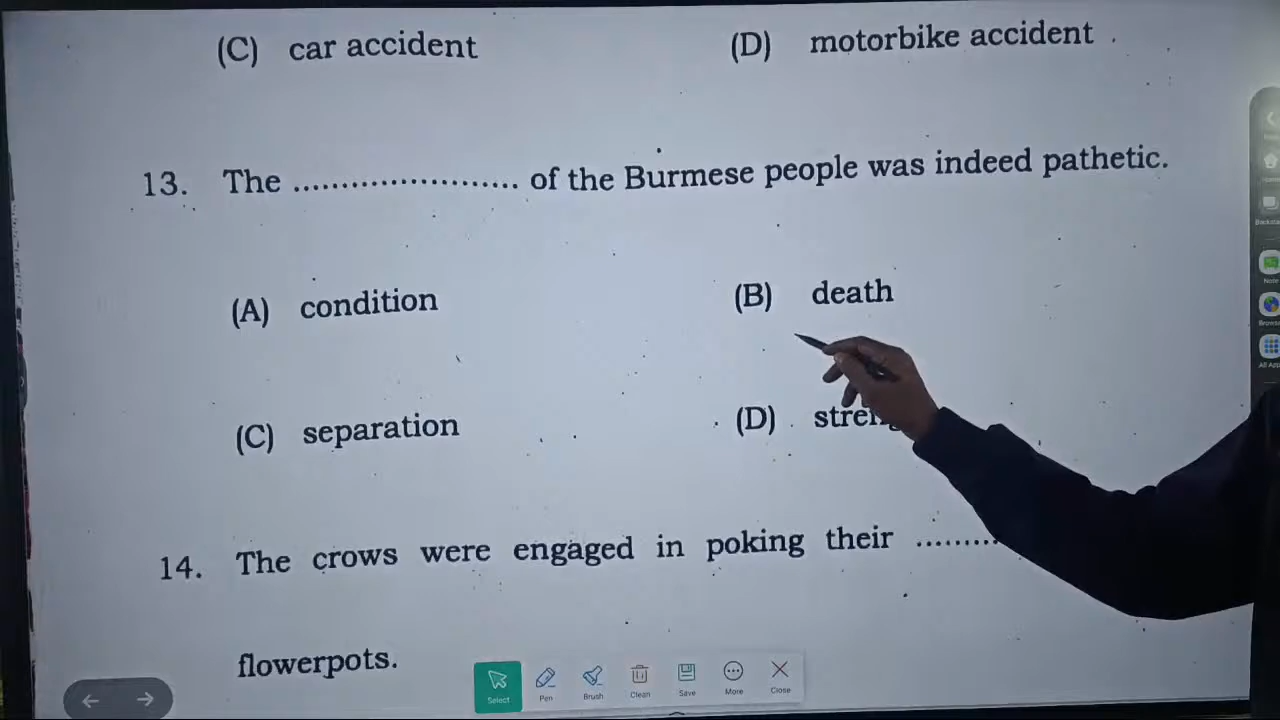 (C) car accident (D) motorbike accident .
13. The ........................ of the Burmese people was indeed pathetic.
(A) condition (B) death
(C) separation (D)
14. The crows were engaged in poking their .........
flowerpots.
Select Pen Brush Clean Save More Close
Note